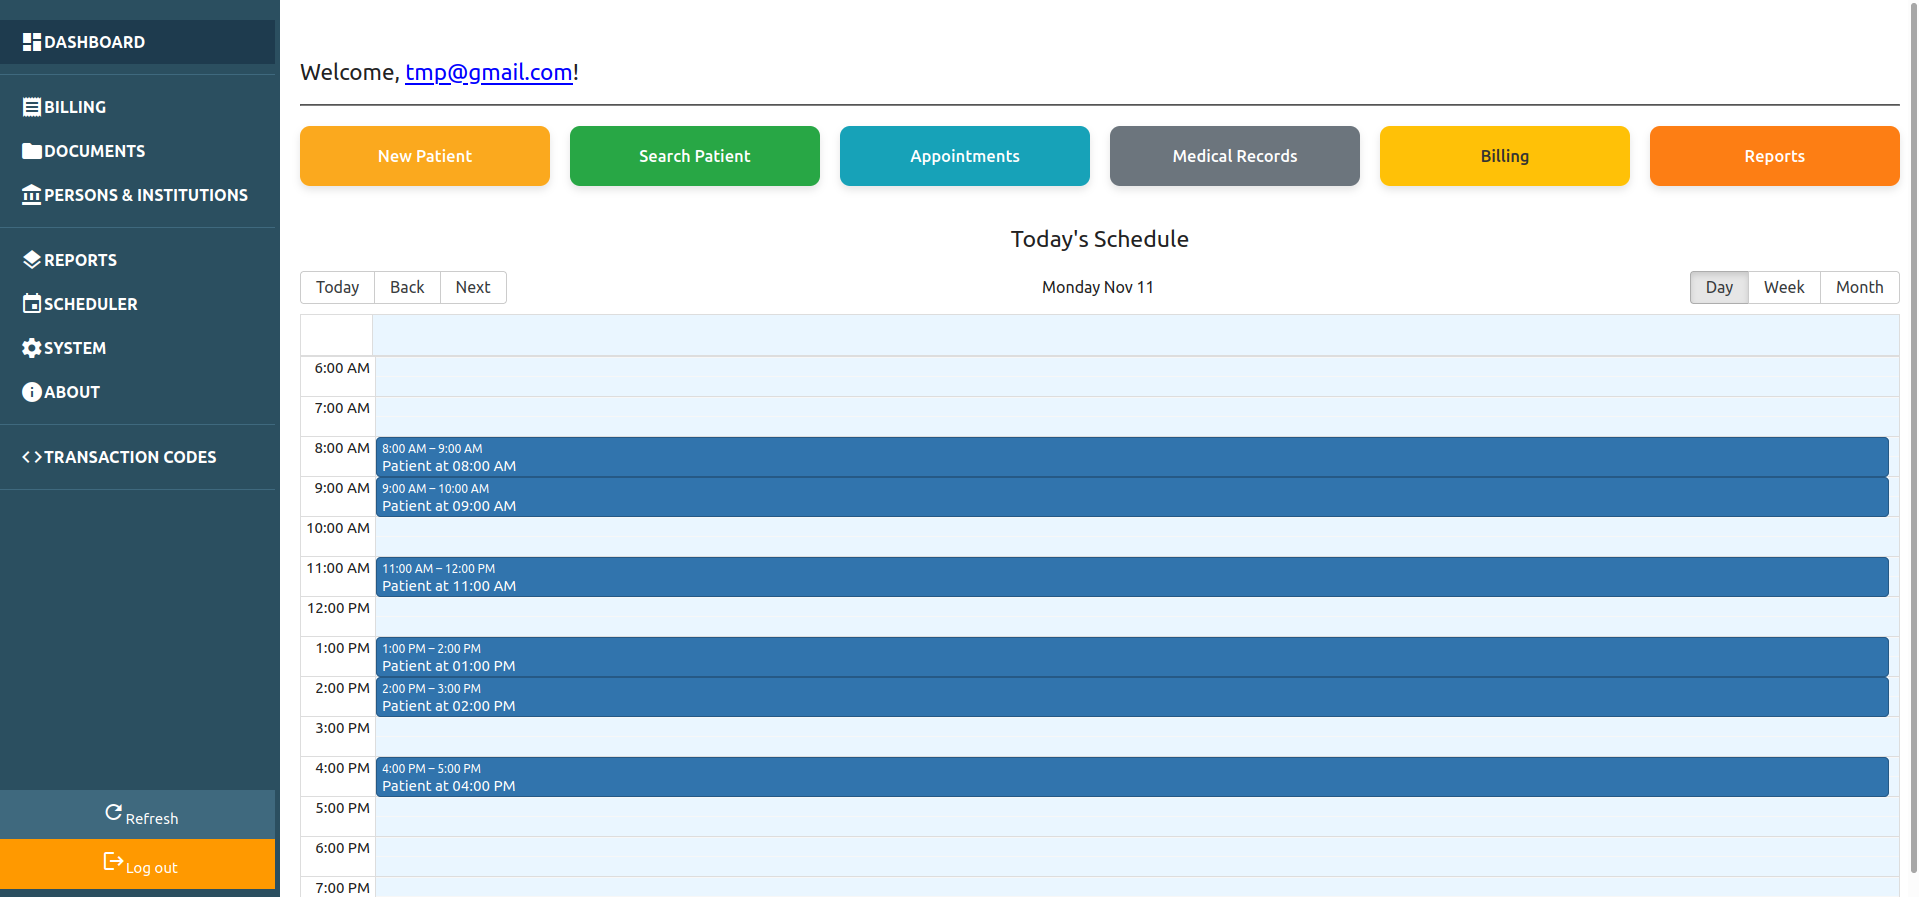 DASHBOARD
BILLING
DOCUMENTS
PERSONS & INSTITUTIONS
REPORTS
SCHEDULER
SYSTEM
ABOUT
TRANSACTION CODES
Refresh
Log out
Welcome, tmp@gmail.com!
New Patient
Search Patient
Appointments
Medical Records
Billing
Reports
Today's Schedule
Today Back Next
Monday Nov 11
Day Week Month
6:00 AM
7:00 AM
8:00 AM
8:00 AM – 9:00 AM
Patient at 08:00 AM
9:00 AM
9:00 AM – 10:00 AM
Patient at 09:00 AM
10:00 AM
11:00 AM
11:00 AM – 12:00 PM
Patient at 11:00 AM
12:00 PM
1:00 PM
1:00 PM – 2:00 PM
Patient at 01:00 PM
2:00 PM
2:00 PM – 3:00 PM
Patient at 02:00 PM
3:00 PM
4:00 PM
4:00 PM – 5:00 PM
Patient at 04:00 PM
5:00 PM
6:00 PM
7:00 PM